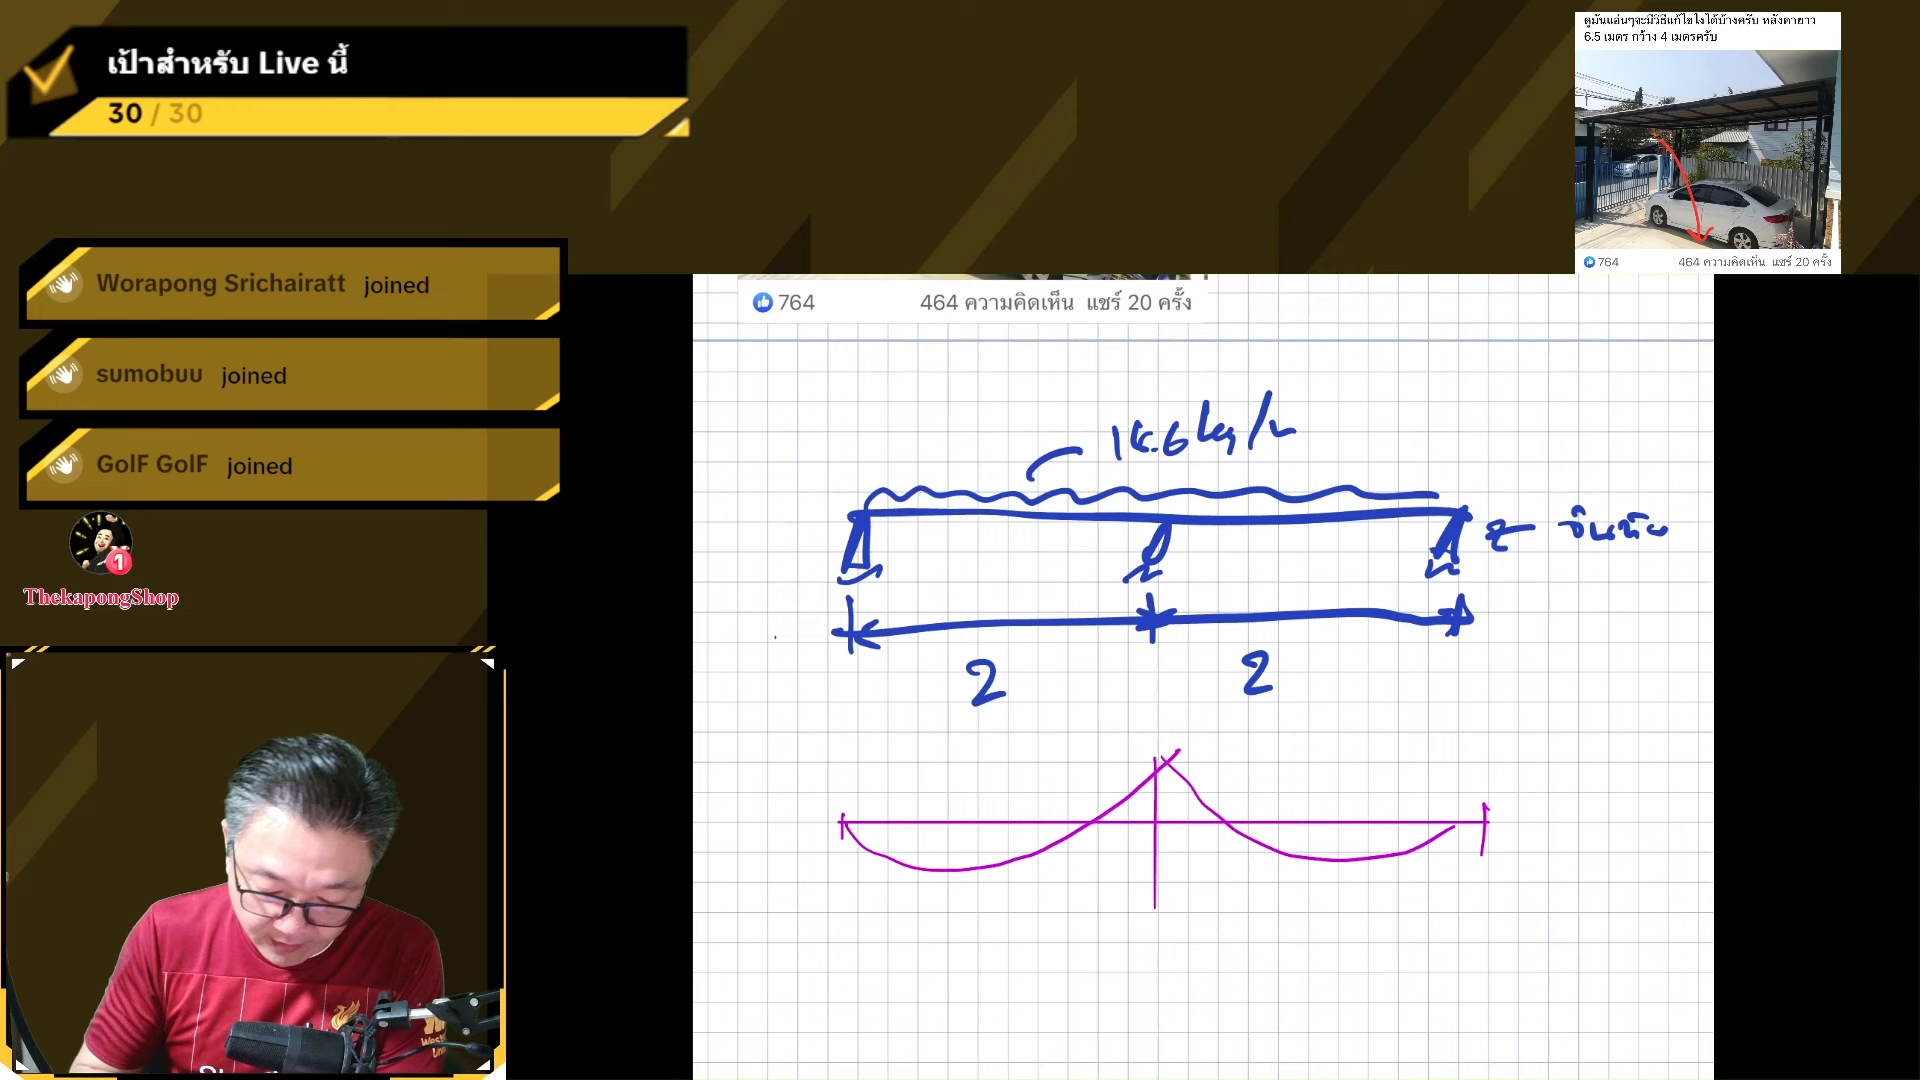 เป้าสำหรับ Live นี้
30 / 30
Worapong Srichairatt joined
sumobuu joined
GolF GolF joined
1
ThekapongShop
ดูมันแอ่นๆจะมีวิธีแก้ไขไงได้บ้างครับ หลังคายาว
6.5 เมตร กว้าง 4 เมตรครับ
764 464 ความคิดเห็น แชร์ 20 ครั้ง
764 464 ความคิดเห็น แชร์ 20 ครั้ง
kg/
2 2